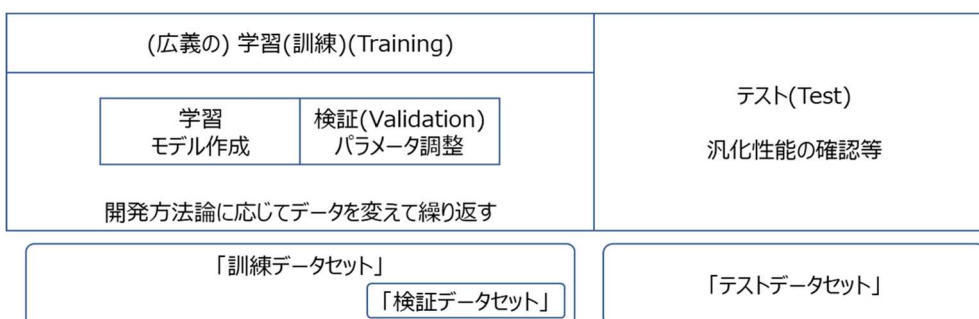 (広義の) 学習(訓練)(Training)
学習
モデル作成
検証(Validation)
パラメータ調整
開発方法論に応じてデータを変えて繰り返す
テスト(Test)
汎化性能の確認等
「訓練データセット」
「検証データセット」
「テストデータセット」